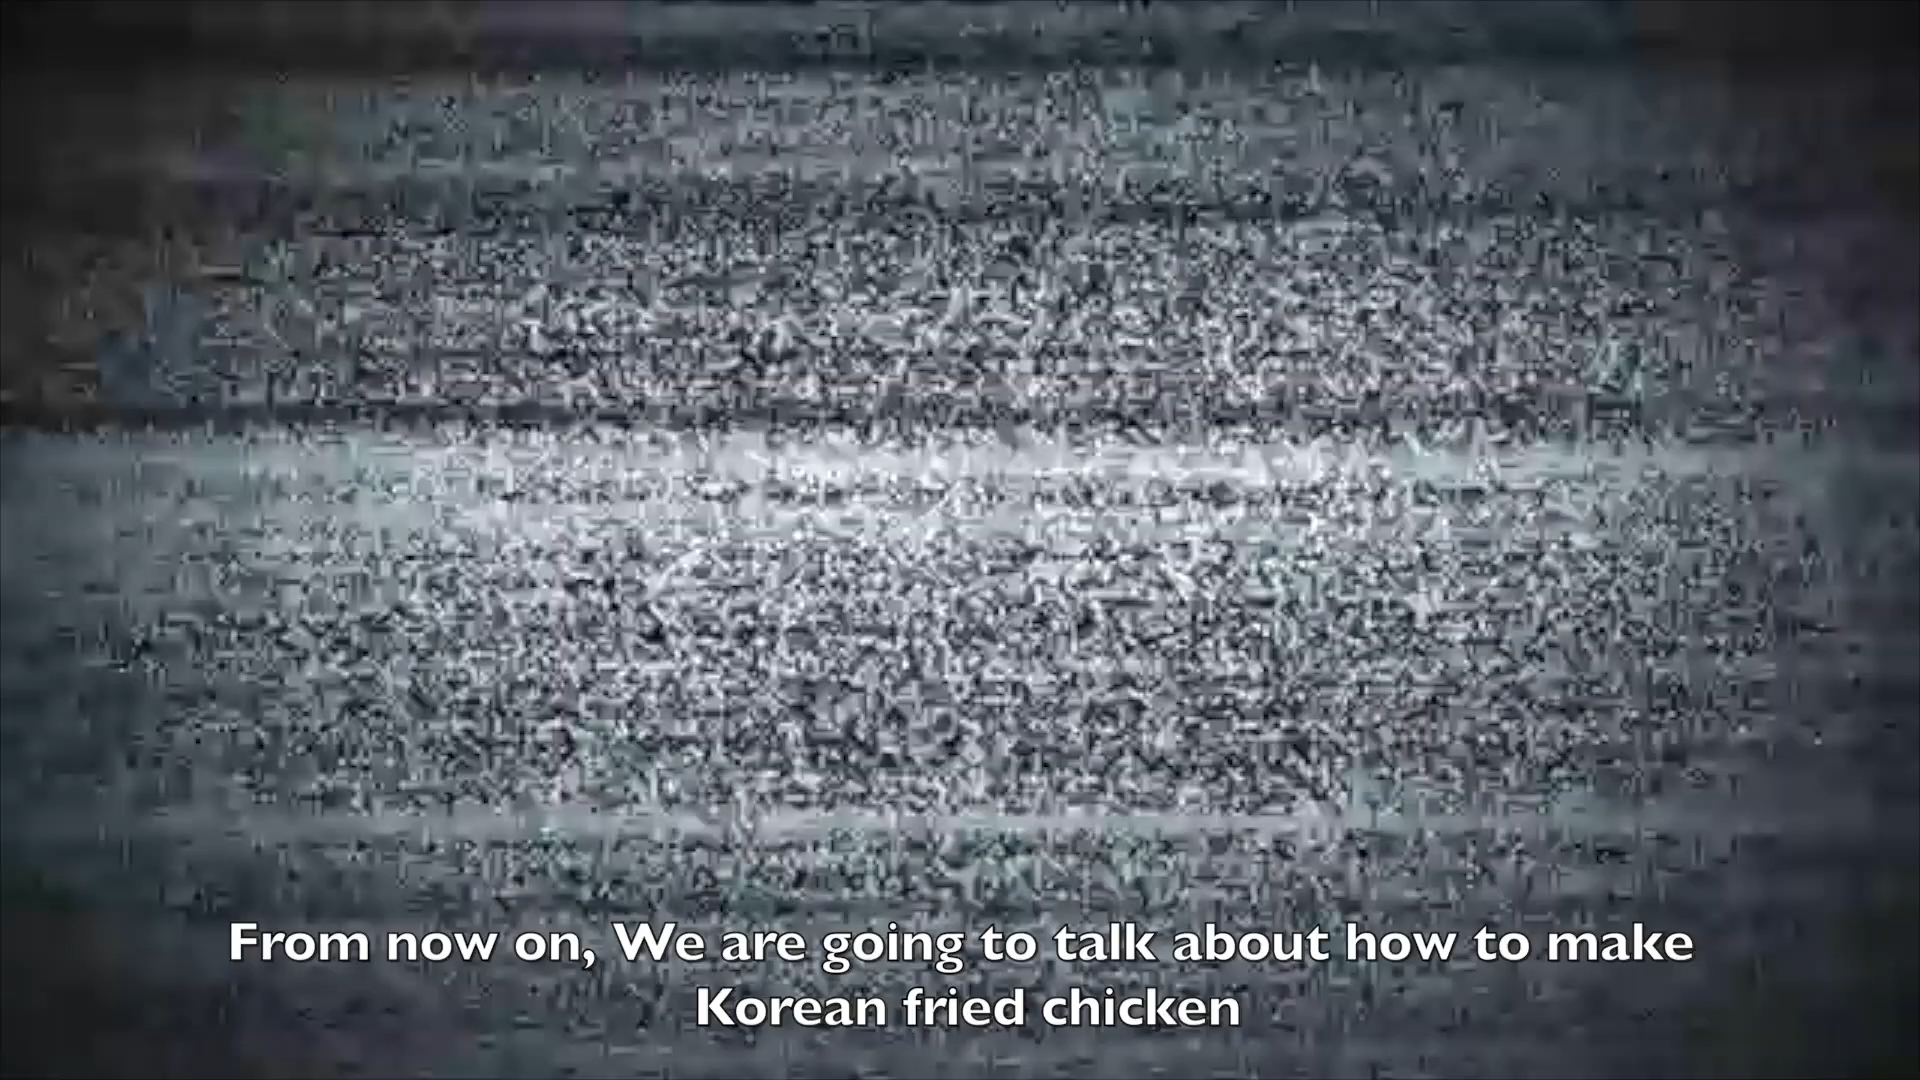 From now on, We are going to talk about how to make
Korean fried chicken